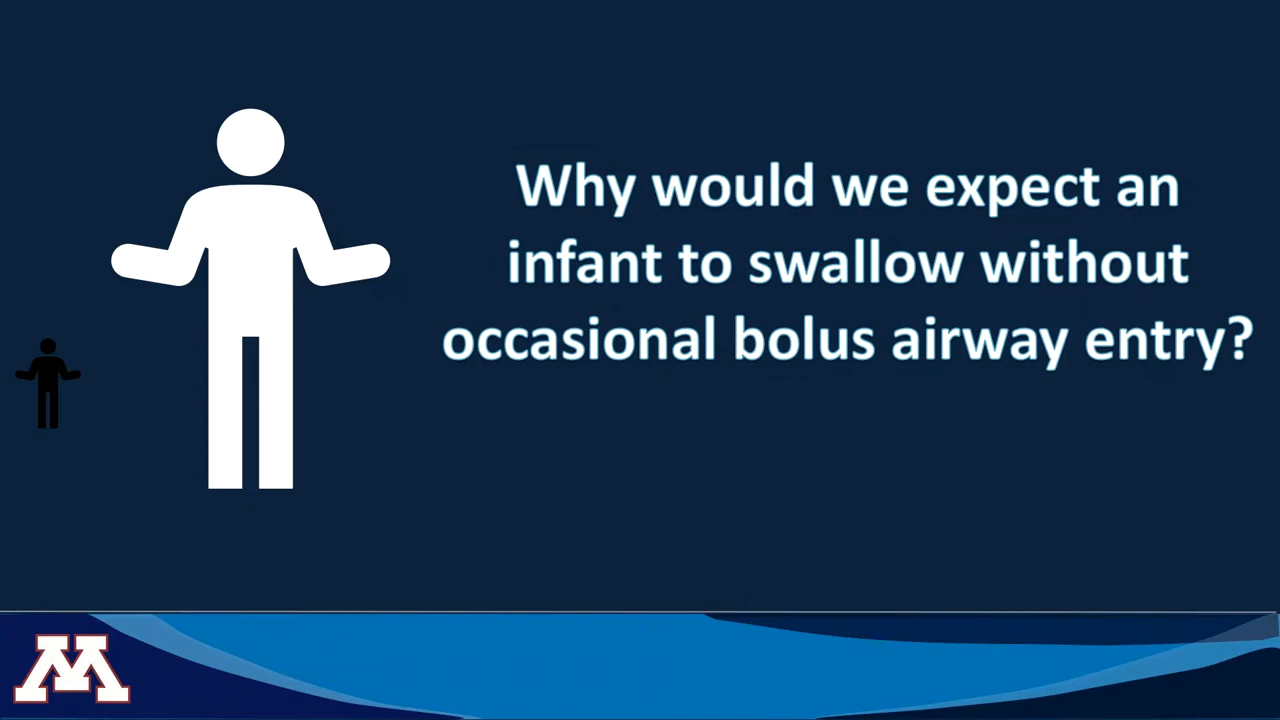 Why would we expect an
infant to swallow without
occasional bolus airway entry?
M